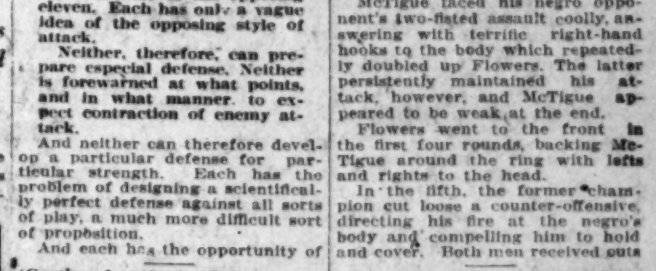 eleven. Each has only a vague
idea of the opposing style of
attack.
Neither, therefore, can pre-
pare especial defense. Neither
is forewarned at what points,
and in what manner to ex-
pect contraction of enemy at-
tack.
And neither can therefore devel-
op a particular defense for par-
ticular strength. Each has the
problem of designing a scientifical-
ly perfect defense against all sorts
of play, a much more difficult sort
of proposition.
And each has the opportunity of
McTigue faced his negro oppo-
nent's two-fisted assault coolly, an-
swering with terrific right-hand
hooks to the body which repeated-
ly doubled up Flowers. The latter
persistently maintained his at-
tack, however, and McTigue ap-
peared to be weak at the end.
Flowers went to the front in
the first four rounds, backing Mc-
Tigue around the ring with lefts
and rights to the head.
In the fifth, the former cham-
pion cut loose a counter-offensive,
directing his fire at the negro's
body and compelling him to hold
and cover. Both men received cuts